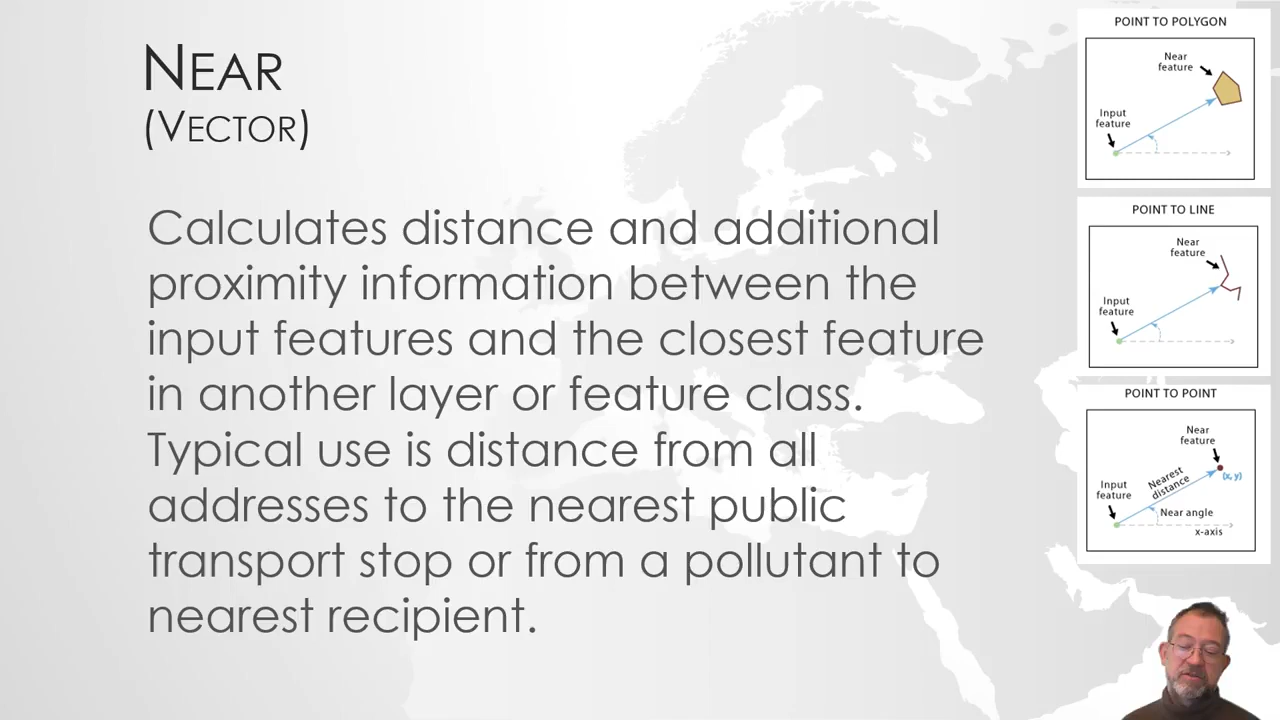 NEAR
(VECTOR)
Calculates distance and additional
proximity information between the
input features and the closest feature
in another layer or feature class.
Typical use is distance from all
addresses to the nearest public
transport stop or from a pollutant to
nearest recipient.
POINT TO POLYGON
Near
feature
Input
feature
POINT TO LINE
Near
feature
Input
feature
POINT TO POINT
Near
feature
(x, y)
Nearest
distance
Input
feature
Near angle
x-axis